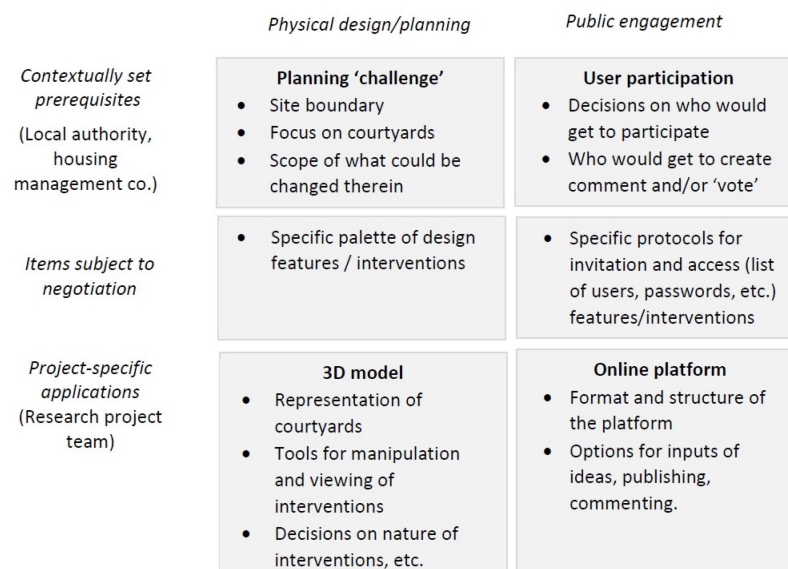 Physical design/planning
Public engagement
Contextually set
prerequisites
(Local authority,
housing
management co.)
Planning ‘challenge’
• Site boundary
• Focus on courtyards
• Scope of what could be
changed therein
User participation
• Decisions on who would
get to participate
• Who would get to create
comment and/or ‘vote’
Items subject to
negotiation
• Specific palette of design
features / interventions
• Specific protocols for
invitation and access (list
of users, passwords, etc.)
features/interventions
Project-specific
applications
(Research project
team)
3D model
• Representation of
courtyards
• Tools for manipulation
and viewing of
interventions
• Decisions on nature of
interventions, etc.
Online platform
• Format and structure of
the platform
• Options for inputs of
ideas, publishing,
commenting.